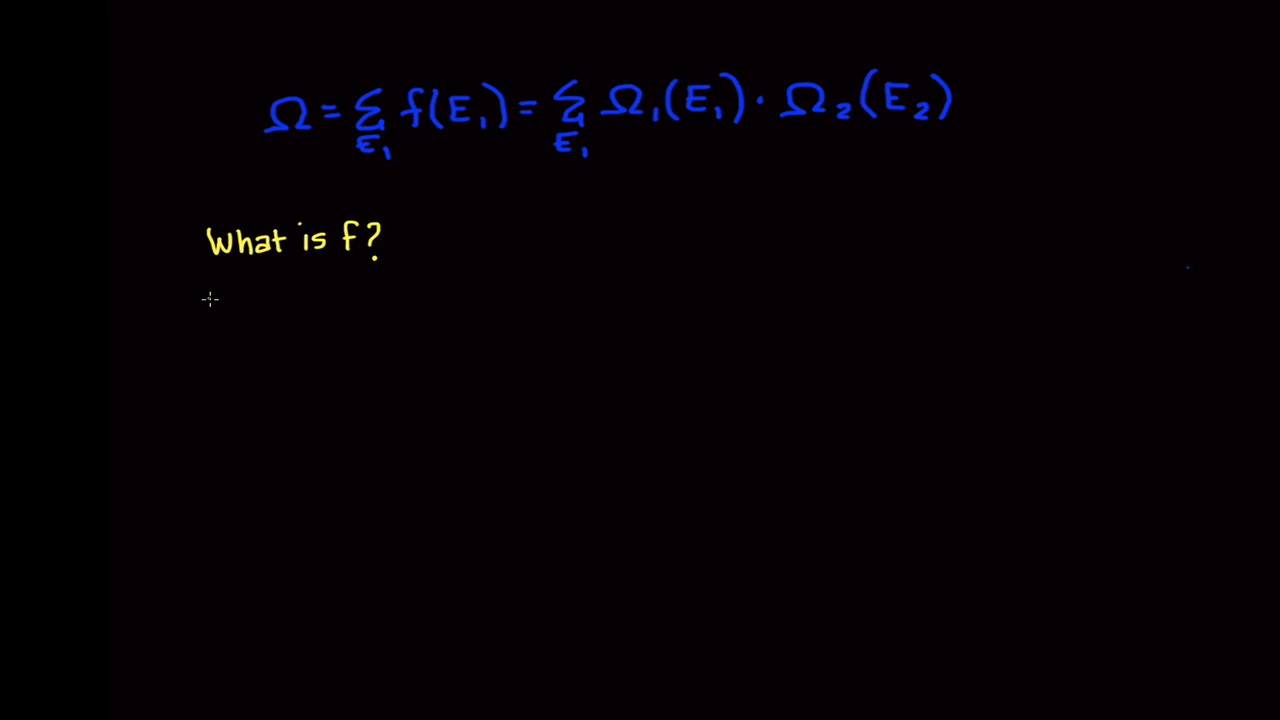 Ω = Σ_{E₁} f(E₁) = Σ_{E₁} Ω₁(E₁) · Ω₂(E₂)
What is f?